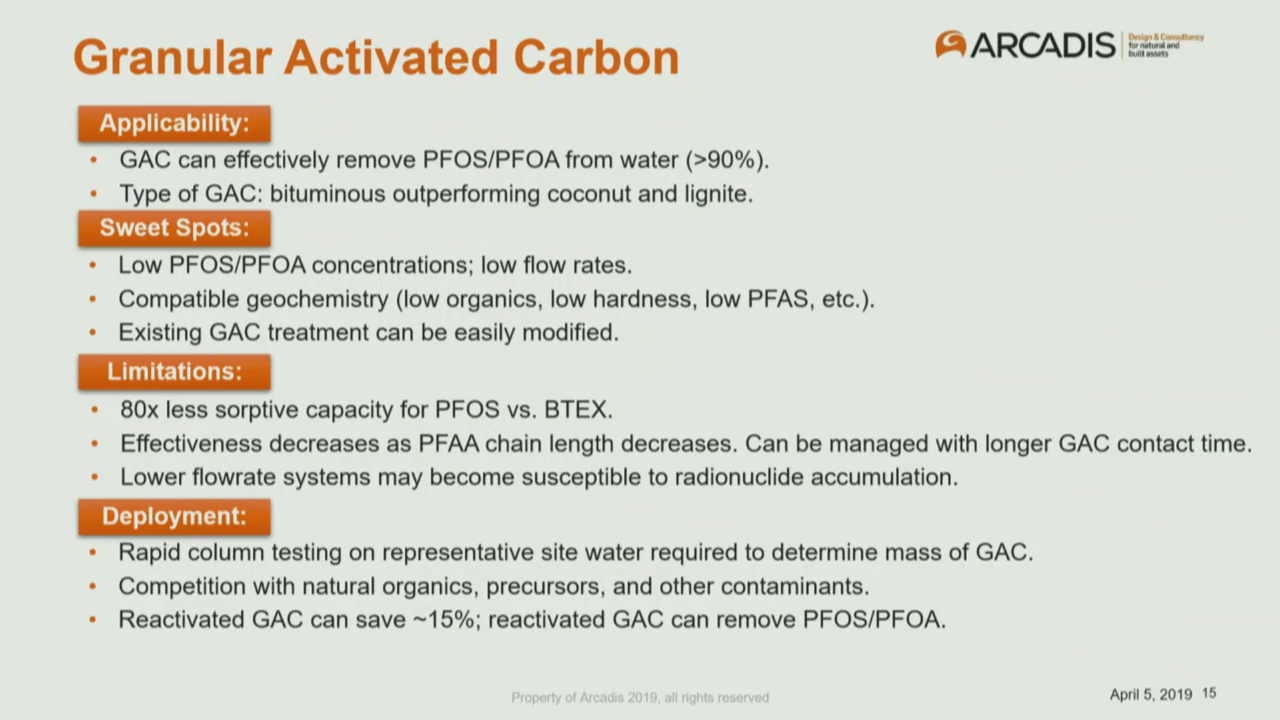 Granular Activated Carbon
ARCADIS
Design & Consultancy
for natural and
built assets
Applicability:
• GAC can effectively remove PFOS/PFOA from water (>90%).
• Type of GAC: bituminous outperforming coconut and lignite.
Sweet Spots:
• Low PFOS/PFOA concentrations; low flow rates.
• Compatible geochemistry (low organics, low hardness, low PFAS, etc.).
• Existing GAC treatment can be easily modified.
Limitations:
• 80x less sorptive capacity for PFOS vs. BTEX.
• Effectiveness decreases as PFAA chain length decreases. Can be managed with longer GAC contact time.
• Lower flowrate systems may become susceptible to radionuclide accumulation.
Deployment:
• Rapid column testing on representative site water required to determine mass of GAC.
• Competition with natural organics, precursors, and other contaminants.
• Reactivated GAC can save ~15%; reactivated GAC can remove PFOS/PFOA.
Property of Arcadis 2019, all rights reserved
April 5, 2019 15